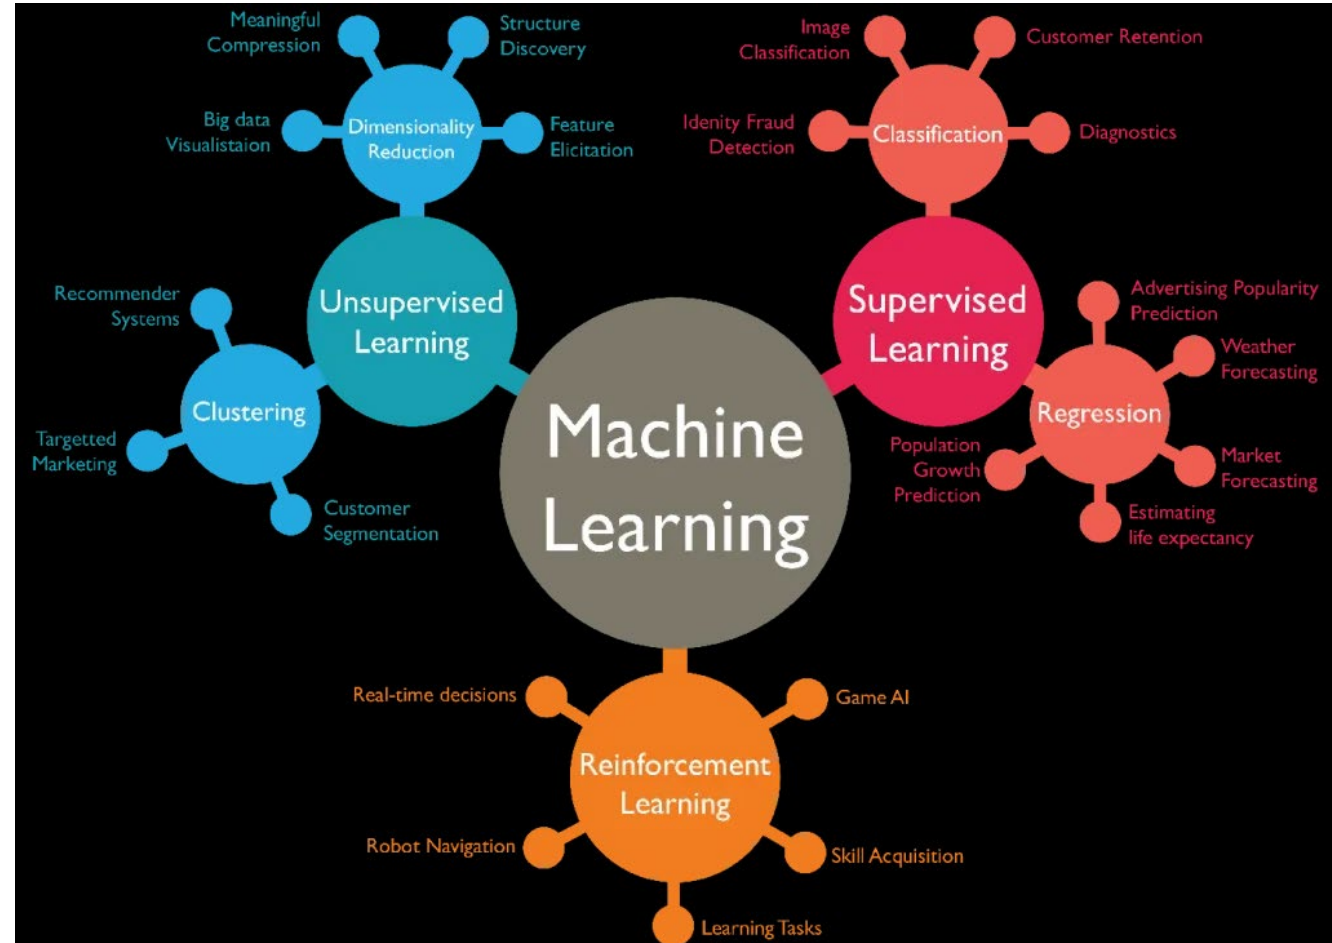 Meaningful
Compression
Structure
Discovery
Big data
Visualistaion
Dimensionality
Reduction
Feature
Elicitation
Image
Classification
Customer Retention
Idenity Fraud
Detection
Classification
Diagnostics
Recommender
Systems
Unsupervised
Learning
Clustering
Targetted
Marketing
Customer
Segmentation
Supervised
Learning
Advertising Popularity
Prediction
Weather
Forecasting
Regression
Population
Growth
Prediction
Market
Forecasting
Estimating
life expectancy
Machine
Learning
Real-time decisions
Game AI
Reinforcement
Learning
Robot Navigation
Skill Acquisition
Learning Tasks